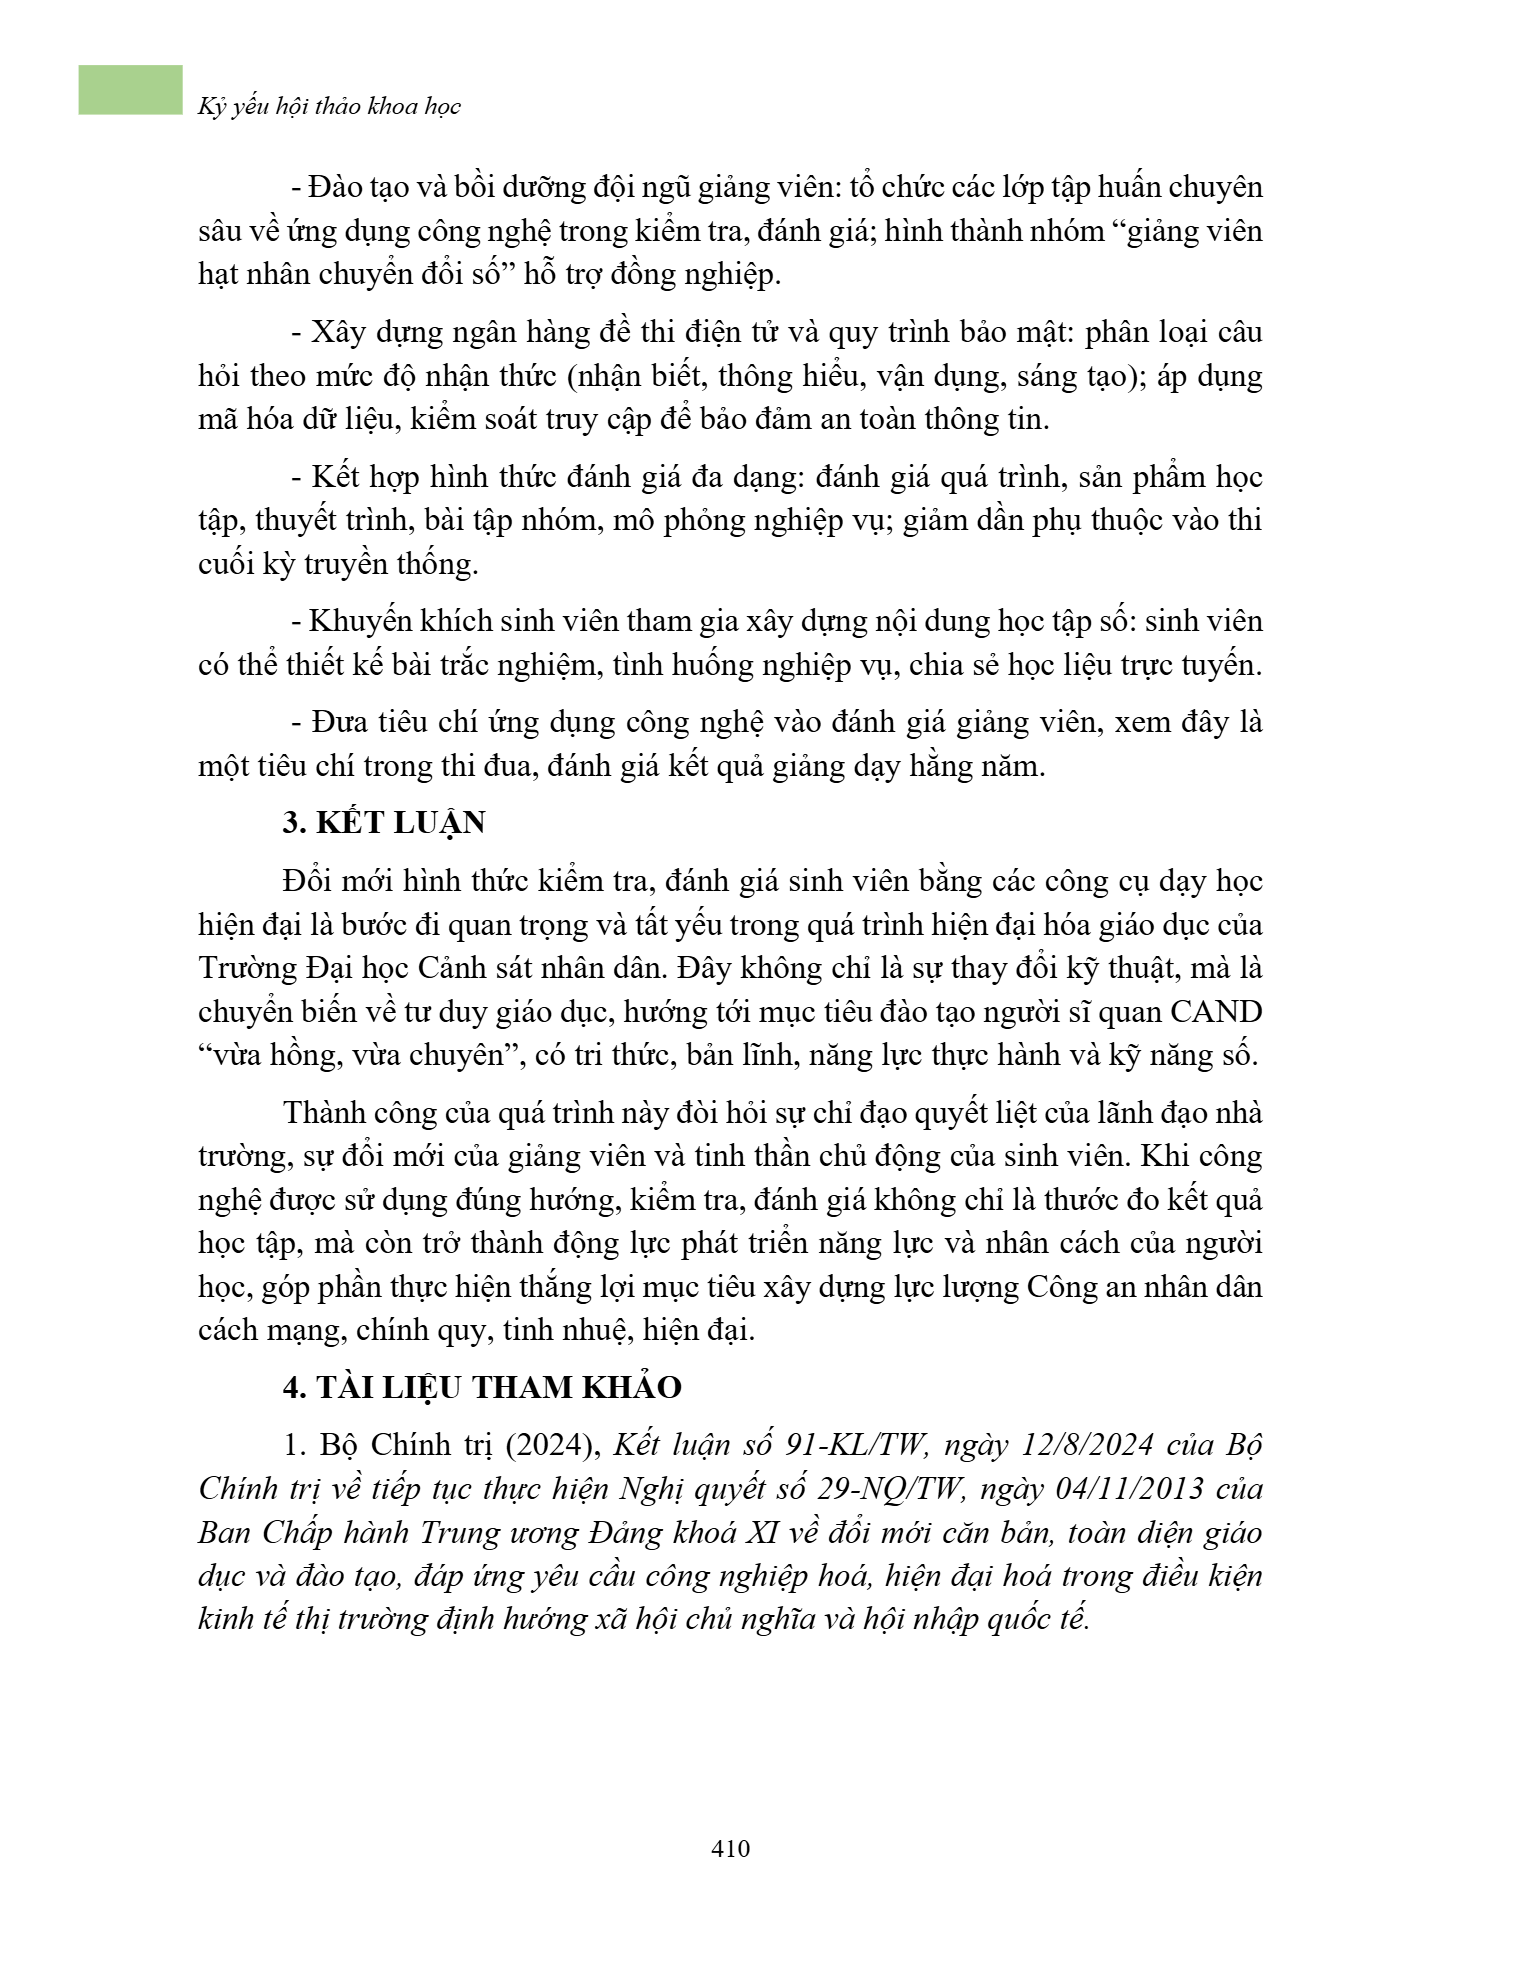 Kỷ yếu hội thảo khoa học
- Đào tạo và bồi dưỡng đội ngũ giảng viên: tổ chức các lớp tập huấn chuyên
sâu về ứng dụng công nghệ trong kiểm tra, đánh giá; hình thành nhóm “giảng viên
hạt nhân chuyển đổi số” hỗ trợ đồng nghiệp.
- Xây dựng ngân hàng đề thi điện tử và quy trình bảo mật: phân loại câu
hỏi theo mức độ nhận thức (nhận biết, thông hiểu, vận dụng, sáng tạo); áp dụng
mã hóa dữ liệu, kiểm soát truy cập để bảo đảm an toàn thông tin.
- Kết hợp hình thức đánh giá đa dạng: đánh giá quá trình, sản phẩm học
tập, thuyết trình, bài tập nhóm, mô phỏng nghiệp vụ; giảm dần phụ thuộc vào thi
cuối kỳ truyền thống.
- Khuyến khích sinh viên tham gia xây dựng nội dung học tập số: sinh viên
có thể thiết kế bài trắc nghiệm, tình huống nghiệp vụ, chia sẻ học liệu trực tuyến.
- Đưa tiêu chí ứng dụng công nghệ vào đánh giá giảng viên, xem đây là
một tiêu chí trong thi đua, đánh giá kết quả giảng dạy hằng năm.
3. KẾT LUẬN
Đổi mới hình thức kiểm tra, đánh giá sinh viên bằng các công cụ dạy học
hiện đại là bước đi quan trọng và tất yếu trong quá trình hiện đại hóa giáo dục của
Trường Đại học Cảnh sát nhân dân. Đây không chỉ là sự thay đổi kỹ thuật, mà là
chuyển biến về tư duy giáo dục, hướng tới mục tiêu đào tạo người sĩ quan CAND
“vừa hồng, vừa chuyên”, có tri thức, bản lĩnh, năng lực thực hành và kỹ năng số.
Thành công của quá trình này đòi hỏi sự chỉ đạo quyết liệt của lãnh đạo nhà
trường, sự đổi mới của giảng viên và tinh thần chủ động của sinh viên. Khi công
nghệ được sử dụng đúng hướng, kiểm tra, đánh giá không chỉ là thước đo kết quả
học tập, mà còn trở thành động lực phát triển năng lực và nhân cách của người
học, góp phần thực hiện thắng lợi mục tiêu xây dựng lực lượng Công an nhân dân
cách mạng, chính quy, tinh nhuệ, hiện đại.
4. TÀI LIỆU THAM KHẢO
1. Bộ Chính trị (2024), Kết luận số 91-KL/TW, ngày 12/8/2024 của Bộ
Chính trị về tiếp tục thực hiện Nghị quyết số 29-NQ/TW, ngày 04/11/2013 của
Ban Chấp hành Trung ương Đảng khoá XI về đổi mới căn bản, toàn diện giáo
dục và đào tạo, đáp ứng yêu cầu công nghiệp hoá, hiện đại hoá trong điều kiện
kinh tế thị trường định hướng xã hội chủ nghĩa và hội nhập quốc tế.
410